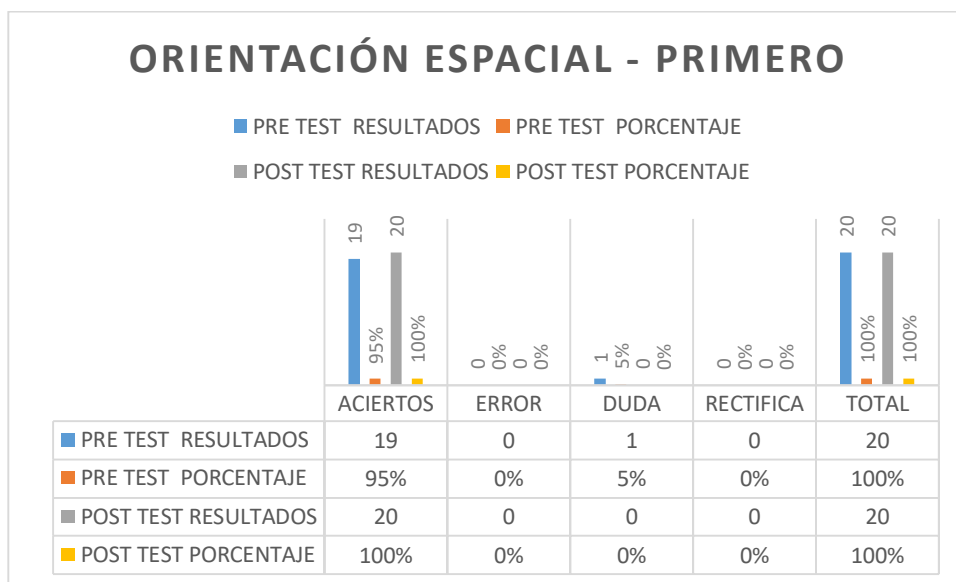 ORIENTACIÓN ESPACIAL - PRIMERO
PRE TEST  RESULTADOS PRE TEST  PORCENTAJE
POST TEST RESULTADOS POST TEST PORCENTAJE
19 95% 20 100% 0 0% 0 0% 1 5% 0 0% 0 0% 0 0% 20 100% 20 100%
ACIERTOS ERROR DUDA RECTIFICA TOTAL
PRE TEST  RESULTADOS 19 0 1 0 20
PRE TEST  PORCENTAJE 95% 0% 5% 0% 100%
POST TEST RESULTADOS 20 0 0 0 20
POST TEST PORCENTAJE 100% 0% 0% 0% 100%